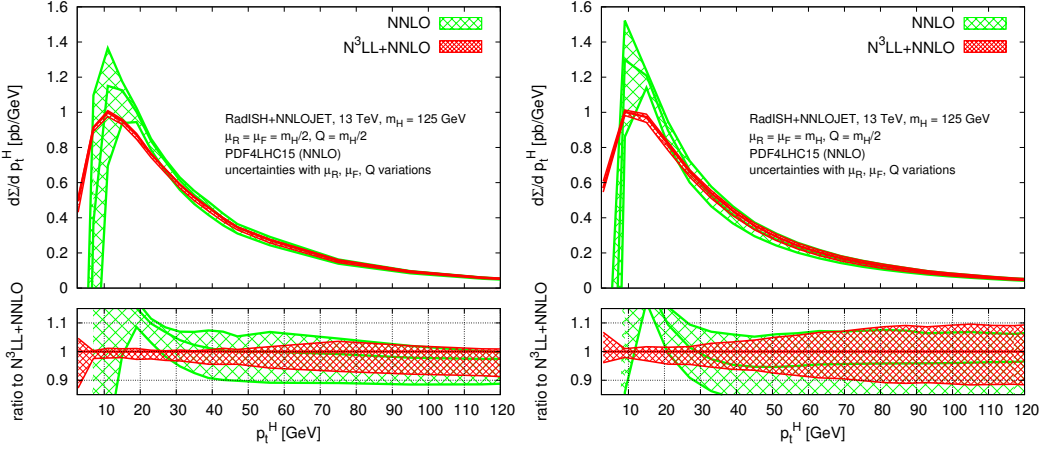 1.6
1.4
1.2
1
0.8
0.6
0.4
0.2
0
dΣ/d p_t^H [pb/GeV]
NNLO
N^3LL+NNLO
RadISH+NNLOJET, 13 TeV, m_H = 125 GeV
μ_R = μ_F = m_H/2, Q = m_H/2
PDF4LHC15 (NNLO)
uncertainties with μ_R, μ_F, Q variations
ratio to N^3LL+NNLO
1.1
1
0.9
10 20 30 40 50 60 70 80 90 100 110 120
p_t^H [GeV]
1.6
1.4
1.2
1
0.8
0.6
0.4
0.2
0
dΣ/d p_t^H [pb/GeV]
NNLO
N^3LL+NNLO
RadISH+NNLOJET, 13 TeV, m_H = 125 GeV
μ_R = μ_F = m_H, Q = m_H/2
PDF4LHC15 (NNLO)
uncertainties with μ_R, μ_F, Q variations
ratio to N^3LL+NNLO
1.1
1
0.9
10 20 30 40 50 60 70 80 90 100 110 120
p_t^H [GeV]